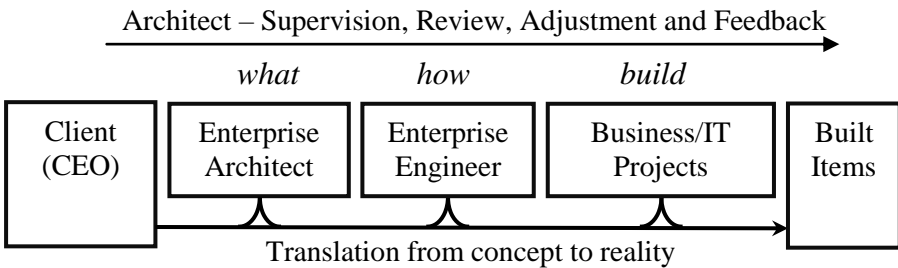 Architect – Supervision, Review, Adjustment and Feedback
what how build
Client
(CEO)
Enterprise
Architect
Enterprise
Engineer
Business/IT
Projects
Built
Items
Translation from concept to reality